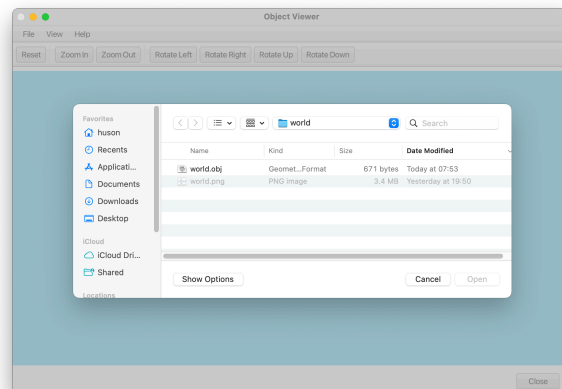 Object Viewer
File View Help
Reset Zoom In Zoom Out Rotate Left Rotate Right Rotate Up Rotate Down
Favorites
huson
Recents
Applicati...
Documents
Downloads
Desktop
iCloud
iCloud Dri...
Shared
Locations
world
Search
Name Kind Size Date Modified
world.obj Geomet...Format 671 bytes Today at 07:53
world.png PNG image 3.4 MB Yesterday at 19:50
Show Options Cancel Open
Close